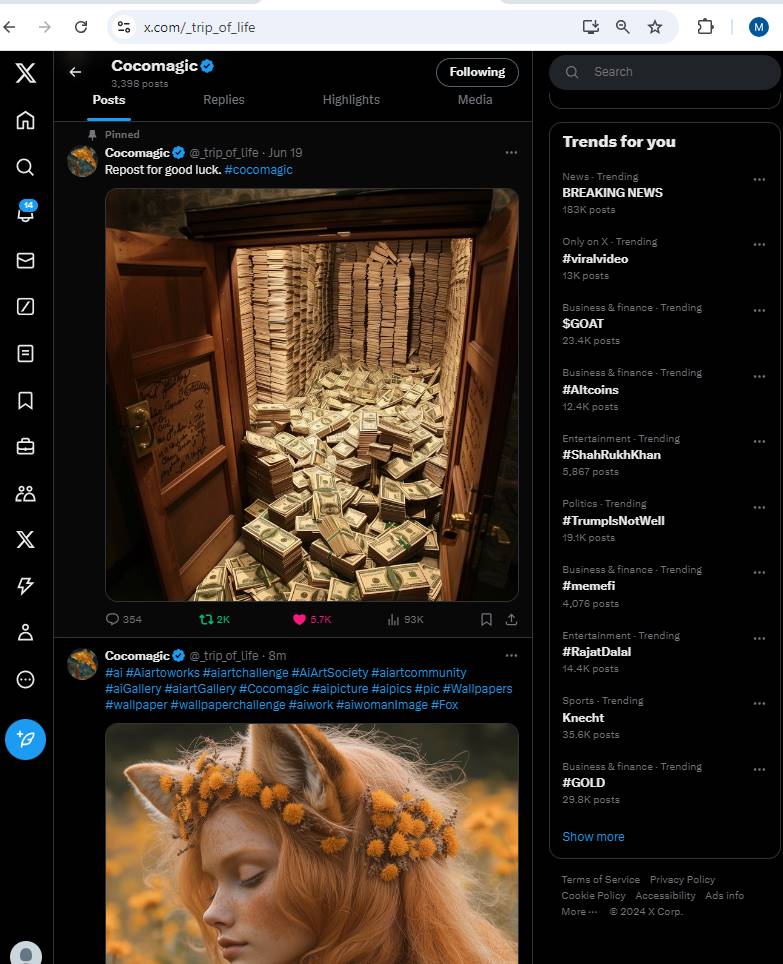 x.com/_trip_of_life
M
Cocomagic
3,398 posts
Following
Posts Replies Highlights Media
Pinned
Cocomagic @_trip_of_life · Jun 19
Repost for good luck. #cocomagic
354 2K 5.7K 93K
Cocomagic @_trip_of_life · 8m
#ai #Aiartoworks #aiartchallenge #AiArtSociety #aiartcommunity
#aiGallery #aiartGallery #Cocomagic #aipicture #aipics #pic #Wallpapers
#wallpaper #wallpaperchallenge #aiwork #aiwomanImage #Fox
14
Search
Trends for you
News · Trending
BREAKING NEWS
183K posts
Only on X · Trending
#viralvideo
13K posts
Business & finance · Trending
$GOAT
23.4K posts
Business & finance · Trending
#Altcoins
12.4K posts
Entertainment · Trending
#ShahRukhKhan
5,867 posts
Politics · Trending
#TrumpIsNotWell
19.1K posts
Business & finance · Trending
#memefi
4,076 posts
Entertainment · Trending
#RajatDalal
14.4K posts
Sports · Trending
Knecht
35.6K posts
Business & finance · Trending
#GOLD
29.8K posts
Show more
Terms of Service Privacy Policy
Cookie Policy Accessibility Ads info
More ··· © 2024 X Corp.